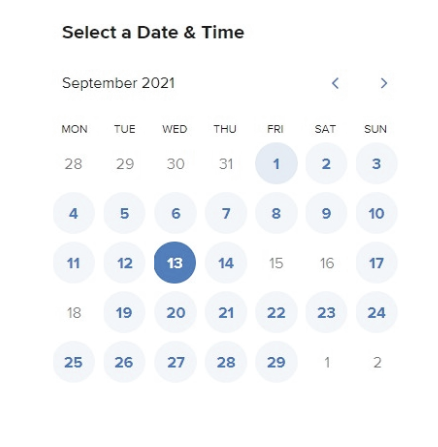 Select a Date & Time
September 2021
MON TUE WED THU FRI SAT SUN
28 29 30 31 1 2 3
4 5 6 7 8 9 10
11 12 13 14 15 16 17
18 19 20 21 22 23 24
25 26 27 28 29 1 2